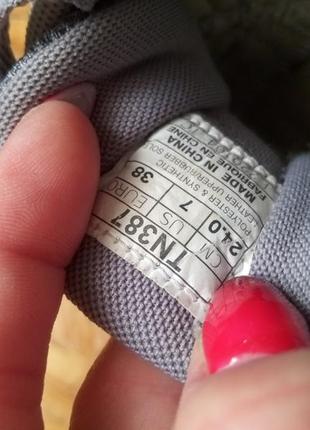 TN387
CM US EURO
24.0 7 38
POLYESTER & SYNTHETIC
LEATHER UPPER/RUBBER SOLE
MADE IN CHINA
FABRIQUE EN CHINE